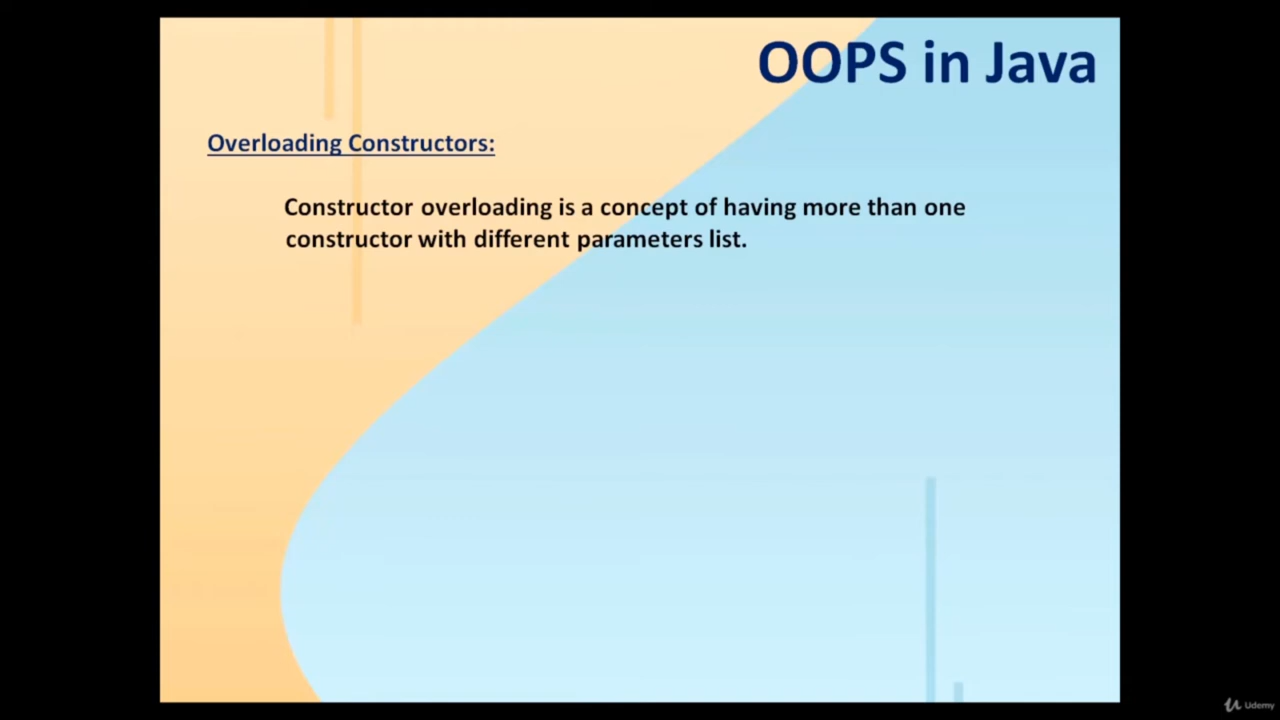 OOPS in Java
Overloading Constructors:
Constructor overloading is a concept of having more than one
constructor with different parameters list.
Udemy